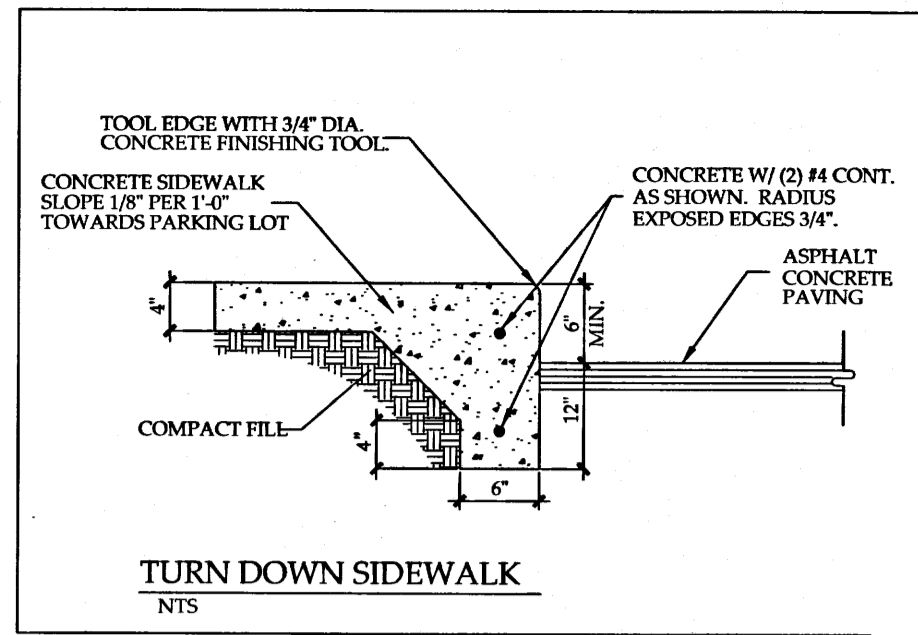 TOOL EDGE WITH 3/4" DIA.
CONCRETE FINISHING TOOL.
CONCRETE SIDEWALK
SLOPE 1/8" PER 1'-0"
TOWARDS PARKING LOT
CONCRETE W/ (2) #4 CONT.
AS SHOWN. RADIUS
EXPOSED EDGES 3/4".
ASPHALT
CONCRETE
PAVING
4"
6"
MIN.
12"
COMPACT FILL
4"
6"
TURN DOWN SIDEWALK
NTS